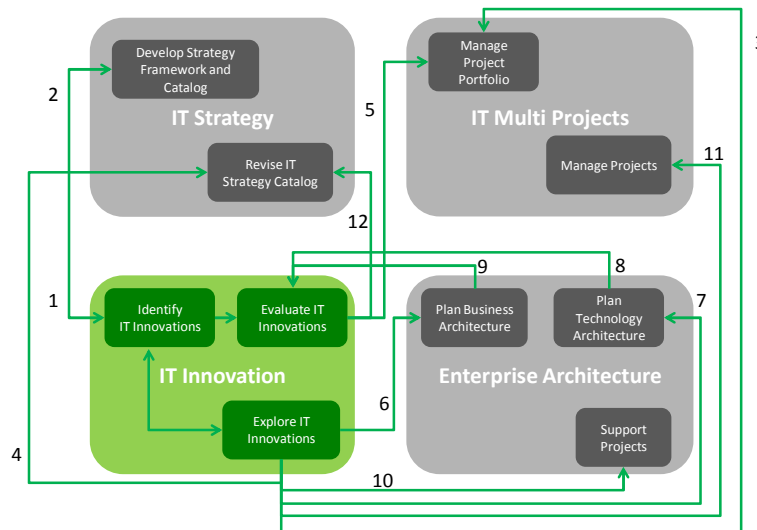 Develop Strategy
Framework and
Catalog
Manage
Project
Portfolio
2
5
IT Strategy
IT Multi Projects
Revise IT
Strategy Catalog
Manage Projects
11
12
9
8
1
Identify
IT Innovations
Evaluate IT
Innovations
Plan Business
Architecture
Plan
Technology
Architecture
7
IT Innovation
Enterprise Architecture
6
Explore IT
Innovations
Support
Projects
4
10